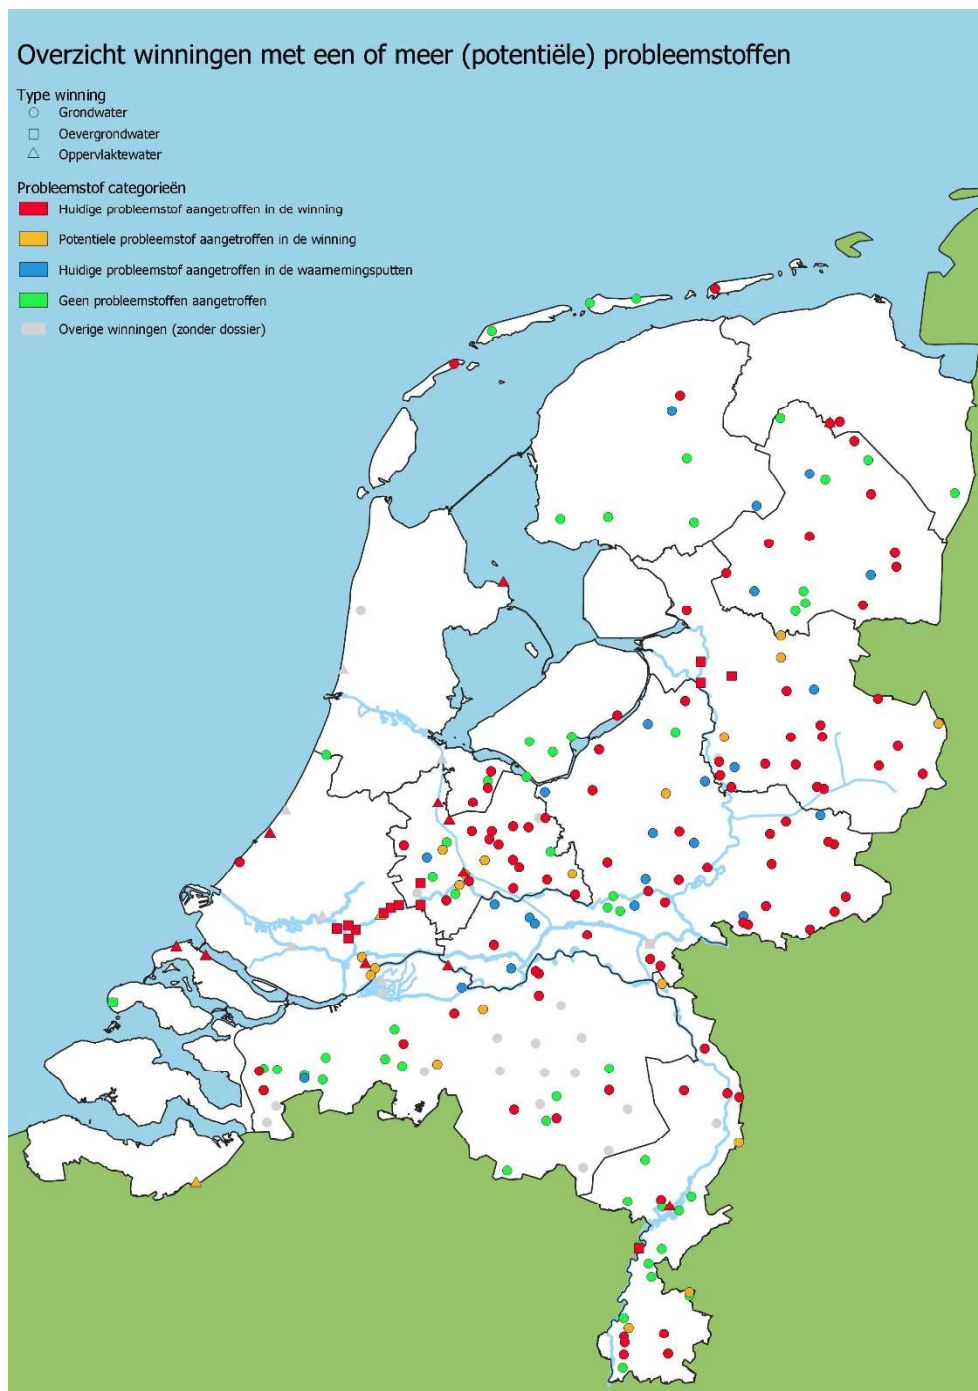 Overzicht winningen met een of meer (potentiële) probleemstoffen
Type winning
Grondwater
Oevergrondwater
Oppervlaktewater
Probleemstof categorieën
Huidige probleemstof aangetroffen in de winning
Potentiele probleemstof aangetroffen in de winning
Huidige probleemstof aangetroffen in de waarnemingsputten
Geen probleemstoffen aangetroffen
Overige winningen (zonder dossier)